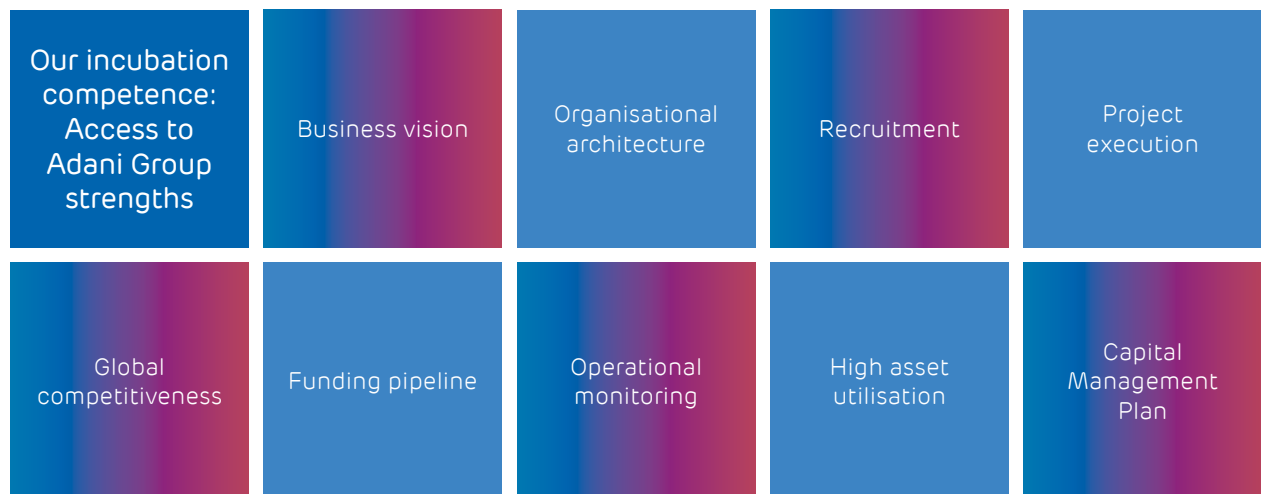 Our incubation
competence:
Access to
Adani Group
strengths
Business vision
Organisational
architecture
Recruitment
Project
execution
Global
competitiveness
Funding pipeline
Operational
monitoring
High asset
utilisation
Capital
Management
Plan